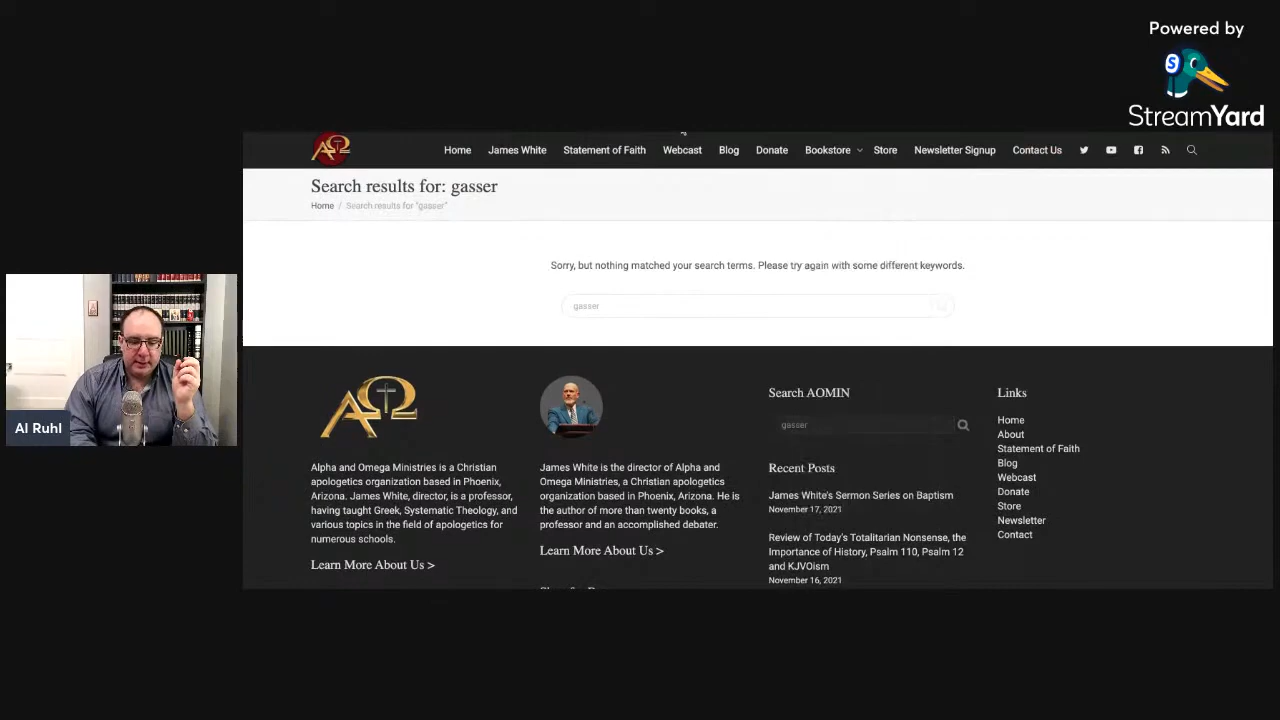 Powered by
StreamYard
Home James White Statement of Faith Webcast Blog Donate Bookstore Store Newsletter Signup Contact Us
Search results for: gasser
Home / Search results for "gasser"
Sorry, but nothing matched your search terms. Please try again with some different keywords.
gasser
Al Ruhl
Alpha and Omega Ministries is a Christian
apologetics organization based in Phoenix,
Arizona. James White, director, is a professor,
having taught Greek, Systematic Theology, and
various topics in the field of apologetics for
numerous schools.
Learn More About Us >
James White is the director of Alpha and
Omega Ministries, a Christian apologetics
organization based in Phoenix, Arizona. He is
the author of more than twenty books, a
professor and an accomplished debater.
Learn More About Us >
Search AOMIN
gasser
Recent Posts
James White's Sermon Series on Baptism
November 17, 2021
Review of Today's Totalitarian Nonsense, the
Importance of History, Psalm 110, Psalm 12
and KJVOism
November 16, 2021
Links
Home
About
Statement of Faith
Blog
Webcast
Donate
Store
Newsletter
Contact